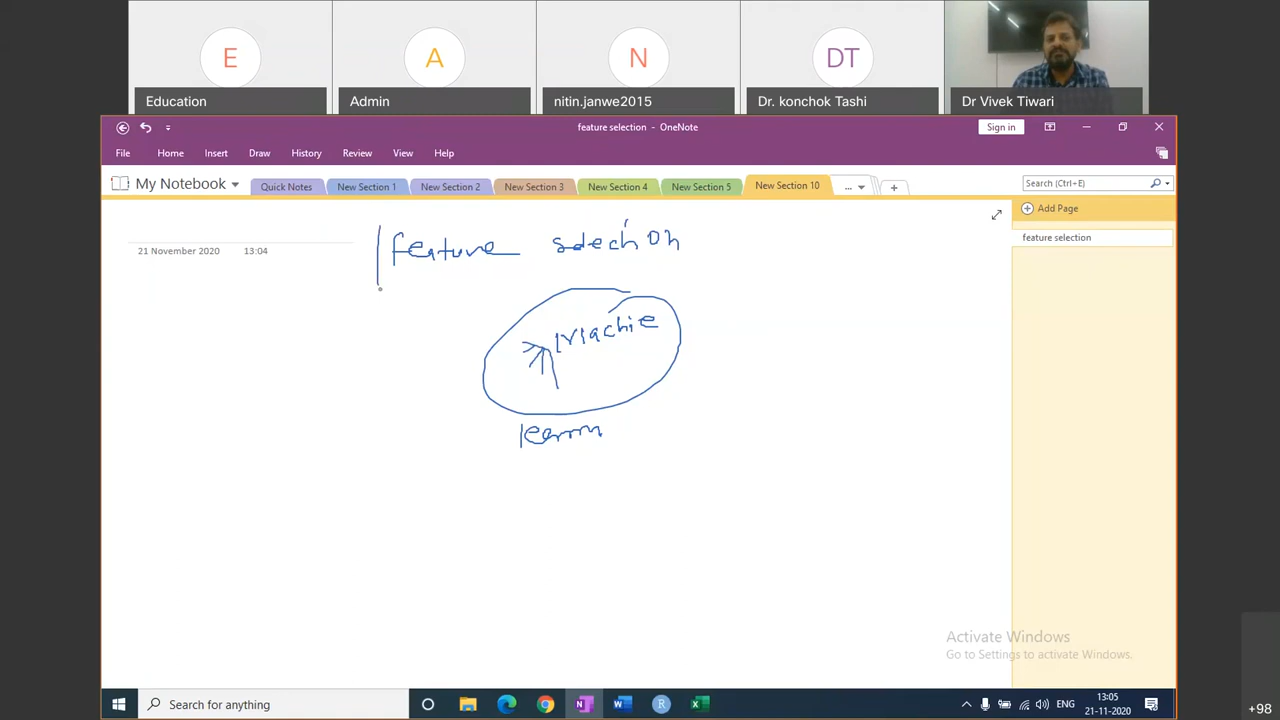 E A N DT
Education Admin nitin.janwe2015 Dr. konchok Tashi Dr Vivek Tiwari
feature selection - OneNote Sign in
File Home Insert Draw History Review View Help
My Notebook Quick Notes New Section 1 New Section 2 New Section 3 New Section 4 New Section 5 New Section 10 ... + Search (Ctrl+E)
Add Page
feature selection
21 November 2020 13:04
feature selection
Machie
learnn
Activate Windows
Go to Settings to activate Windows.
Search for anything ENG 13:05
21-11-2020
+98